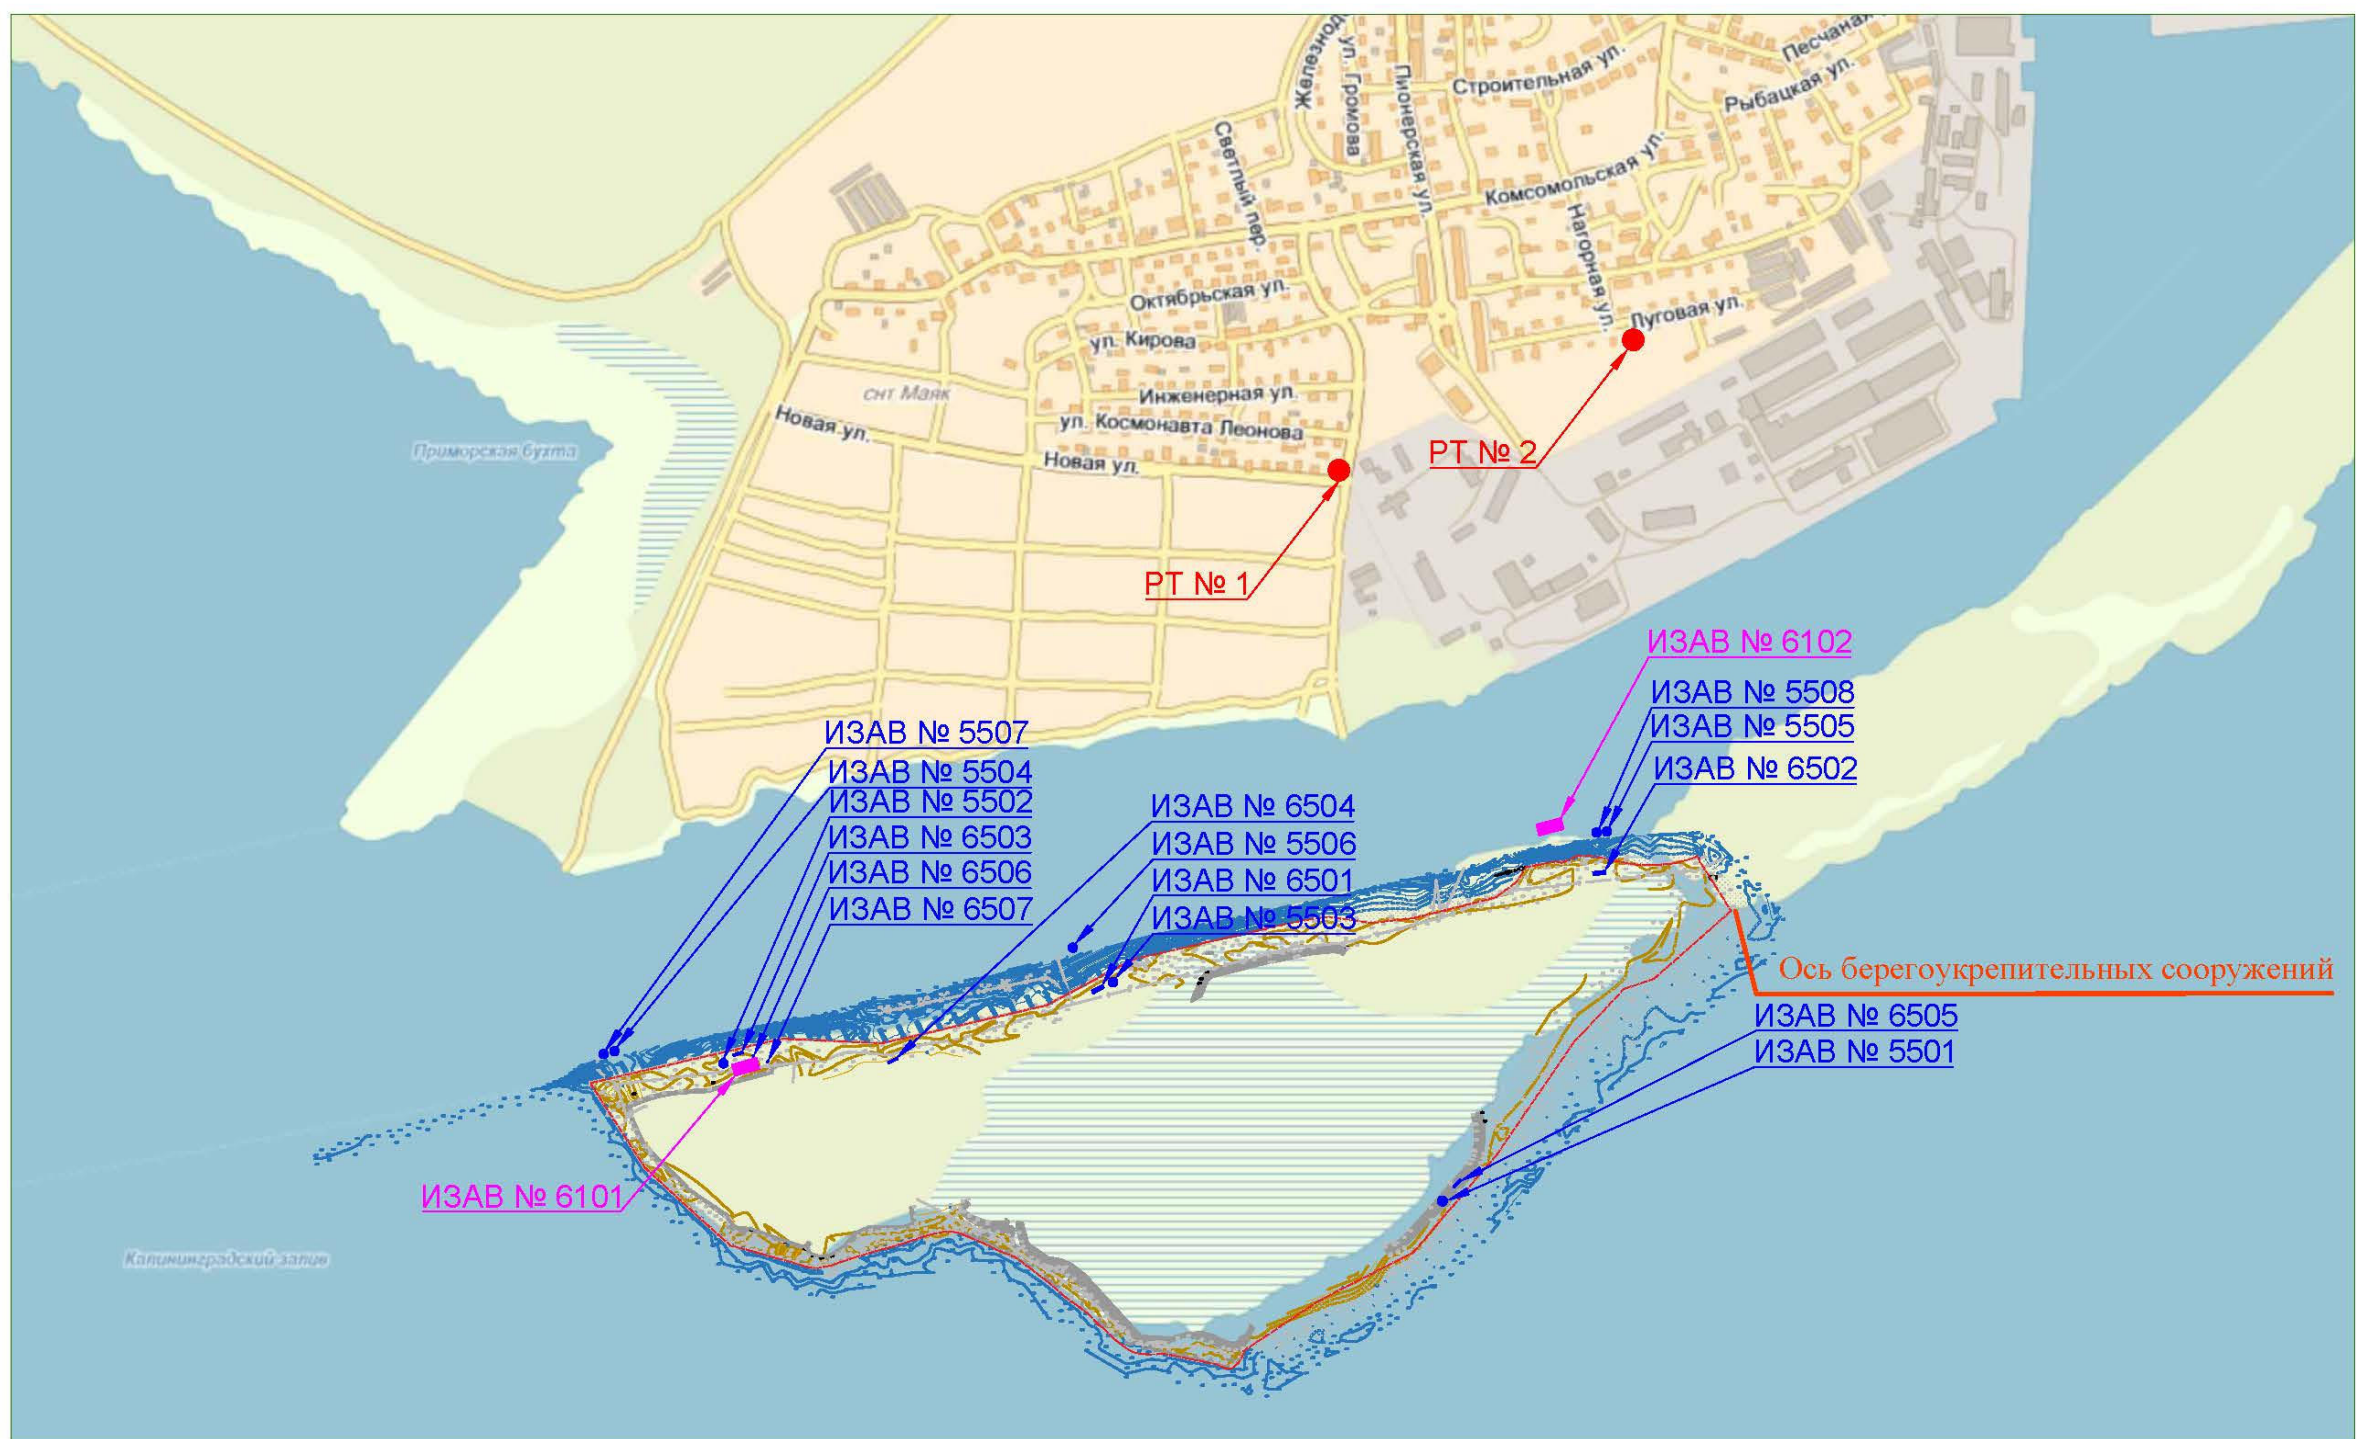 Железнод
ул. Громова
Пионерская ул.
Строительная ул.
Песчаная
Рыбацкая ул.
Светлый пер.
Комсомольская ул.
Нагорная ул.
Октябрьская ул.
Луговая ул.
ул. Кирова
снт Маяк
Инженерная ул.
Новая ул.
ул. Космонавта Леонова
Приморская бухта
Новая ул.
РТ № 2
РТ № 1
ИЗАВ № 6102
ИЗАВ № 5508
ИЗАВ № 5505
ИЗАВ № 6502
ИЗАВ № 5507
ИЗАВ № 5504
ИЗАВ № 5502
ИЗАВ № 6503
ИЗАВ № 6506
ИЗАВ № 6507
ИЗАВ № 6504
ИЗАВ № 5506
ИЗАВ № 6501
ИЗАВ № 5503
Ось берегоукрепительных сооружений
ИЗАВ № 6505
ИЗАВ № 5501
ИЗАВ № 6101
Калининградский залив